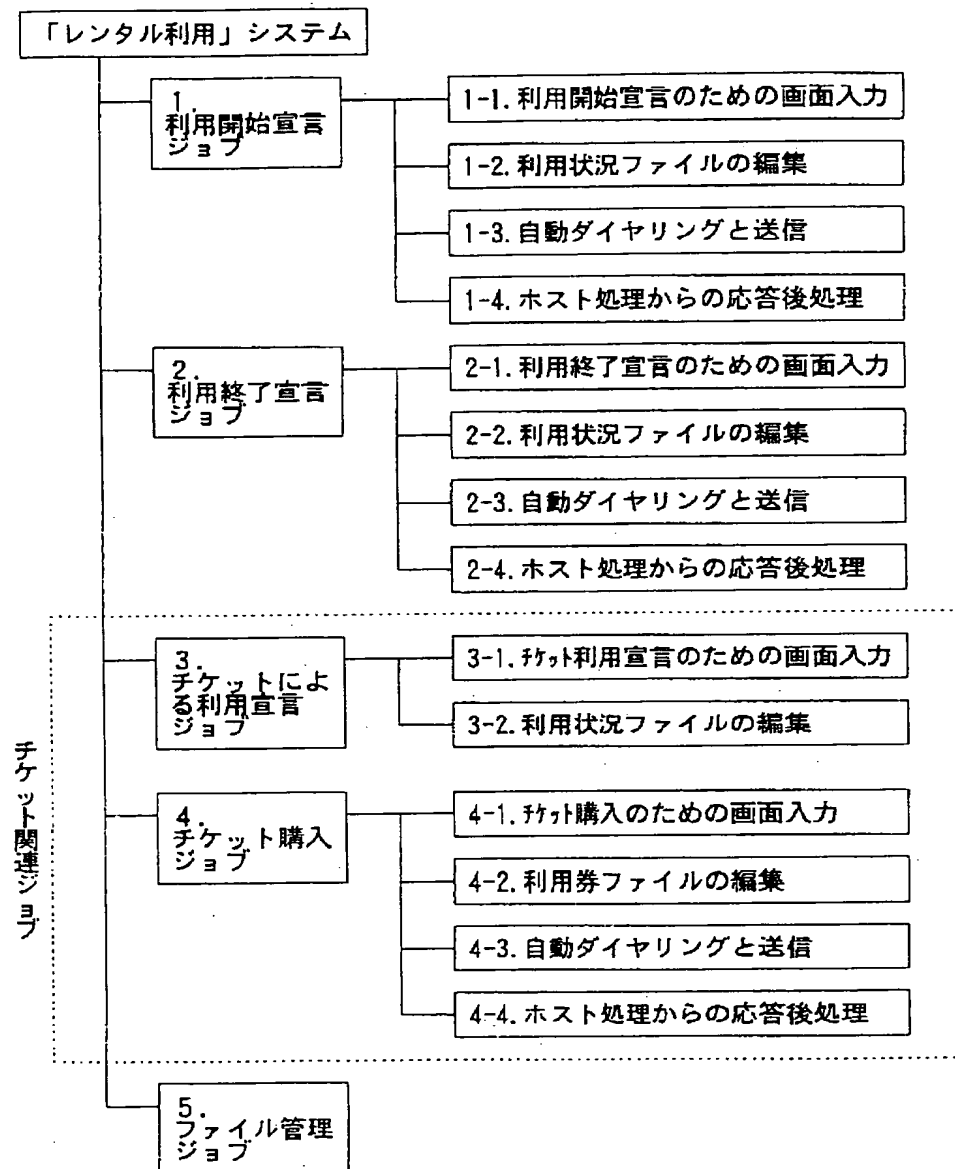 「レンタル利用」システム
1.
利用開始宣言
ジョブ
1-1.利用開始宣言のための画面入力
1-2.利用状況ファイルの編集
1-3.自動ダイヤリングと送信
1-4.ホスト処理からの応答後処理
2.
利用終了宣言
ジョブ
2-1.利用終了宣言のための画面入力
2-2.利用状況ファイルの編集
2-3.自動ダイヤリングと送信
2-4.ホスト処理からの応答後処理
チケット関連ジョブ
3.
チケットによ
る利用宣言
ジョブ
3-1.チケット利用宣言のための画面入力
3-2.利用状況ファイルの編集
4.
チケット購入
ジョブ
4-1.チケット購入のための画面入力
4-2.利用券ファイルの編集
4-3.自動ダイヤリングと送信
4-4.ホスト処理からの応答後処理
5.
ファイル管理
ジョブ